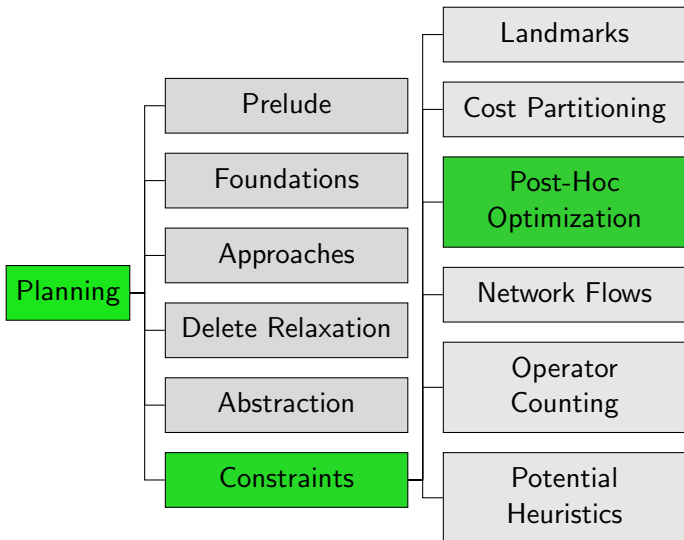 Planning
Prelude
Foundations
Approaches
Delete Relaxation
Abstraction
Constraints
Landmarks
Cost Partitioning
Post-Hoc
Optimization
Network Flows
Operator
Counting
Potential
Heuristics